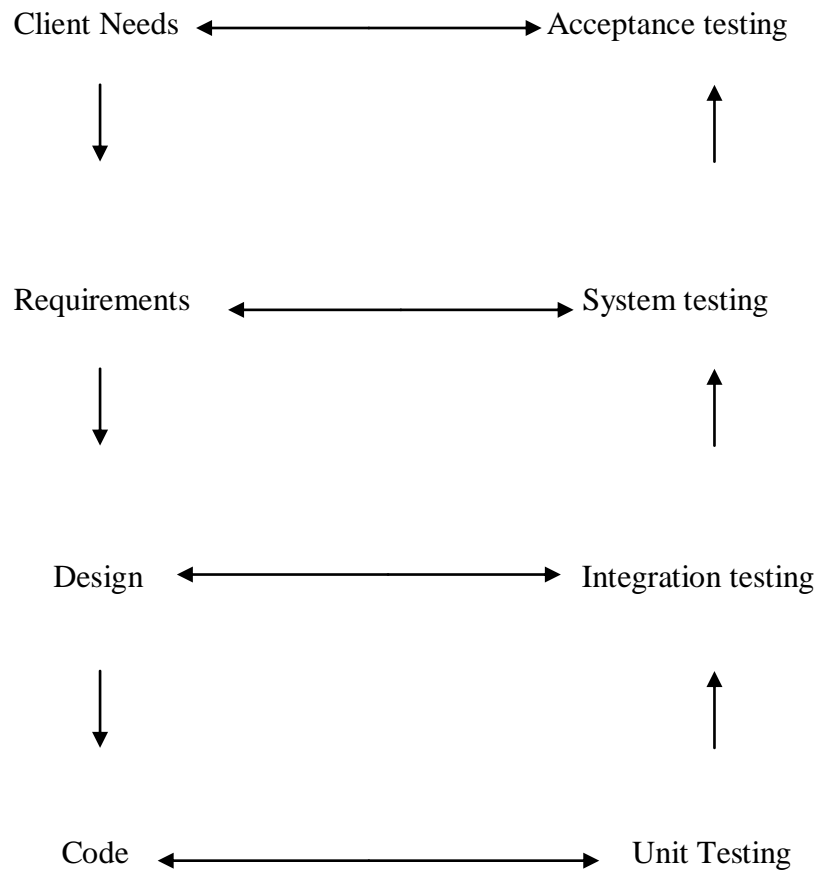 Client Needs Acceptance testing
Requirements System testing
Design Integration testing
Code Unit Testing